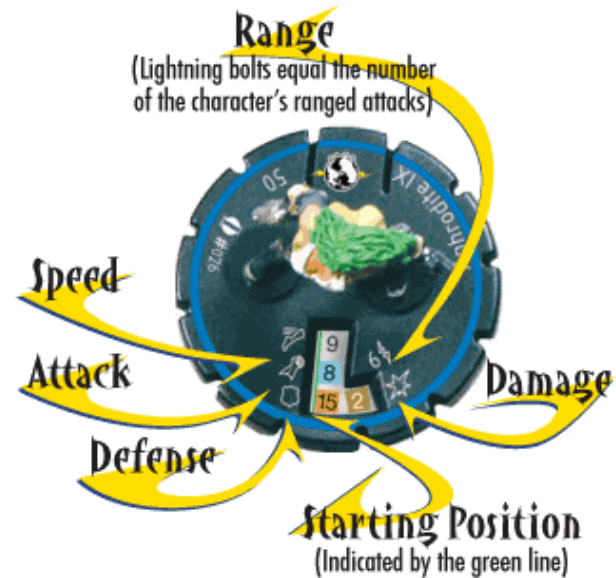 Range
(Lightning bolts equal the number
of the character's ranged attacks)
50
phrodite IX
#026
Speed
9
6
Attack
8
Damage
15 2
Defense
Starting Position
(Indicated by the green line)